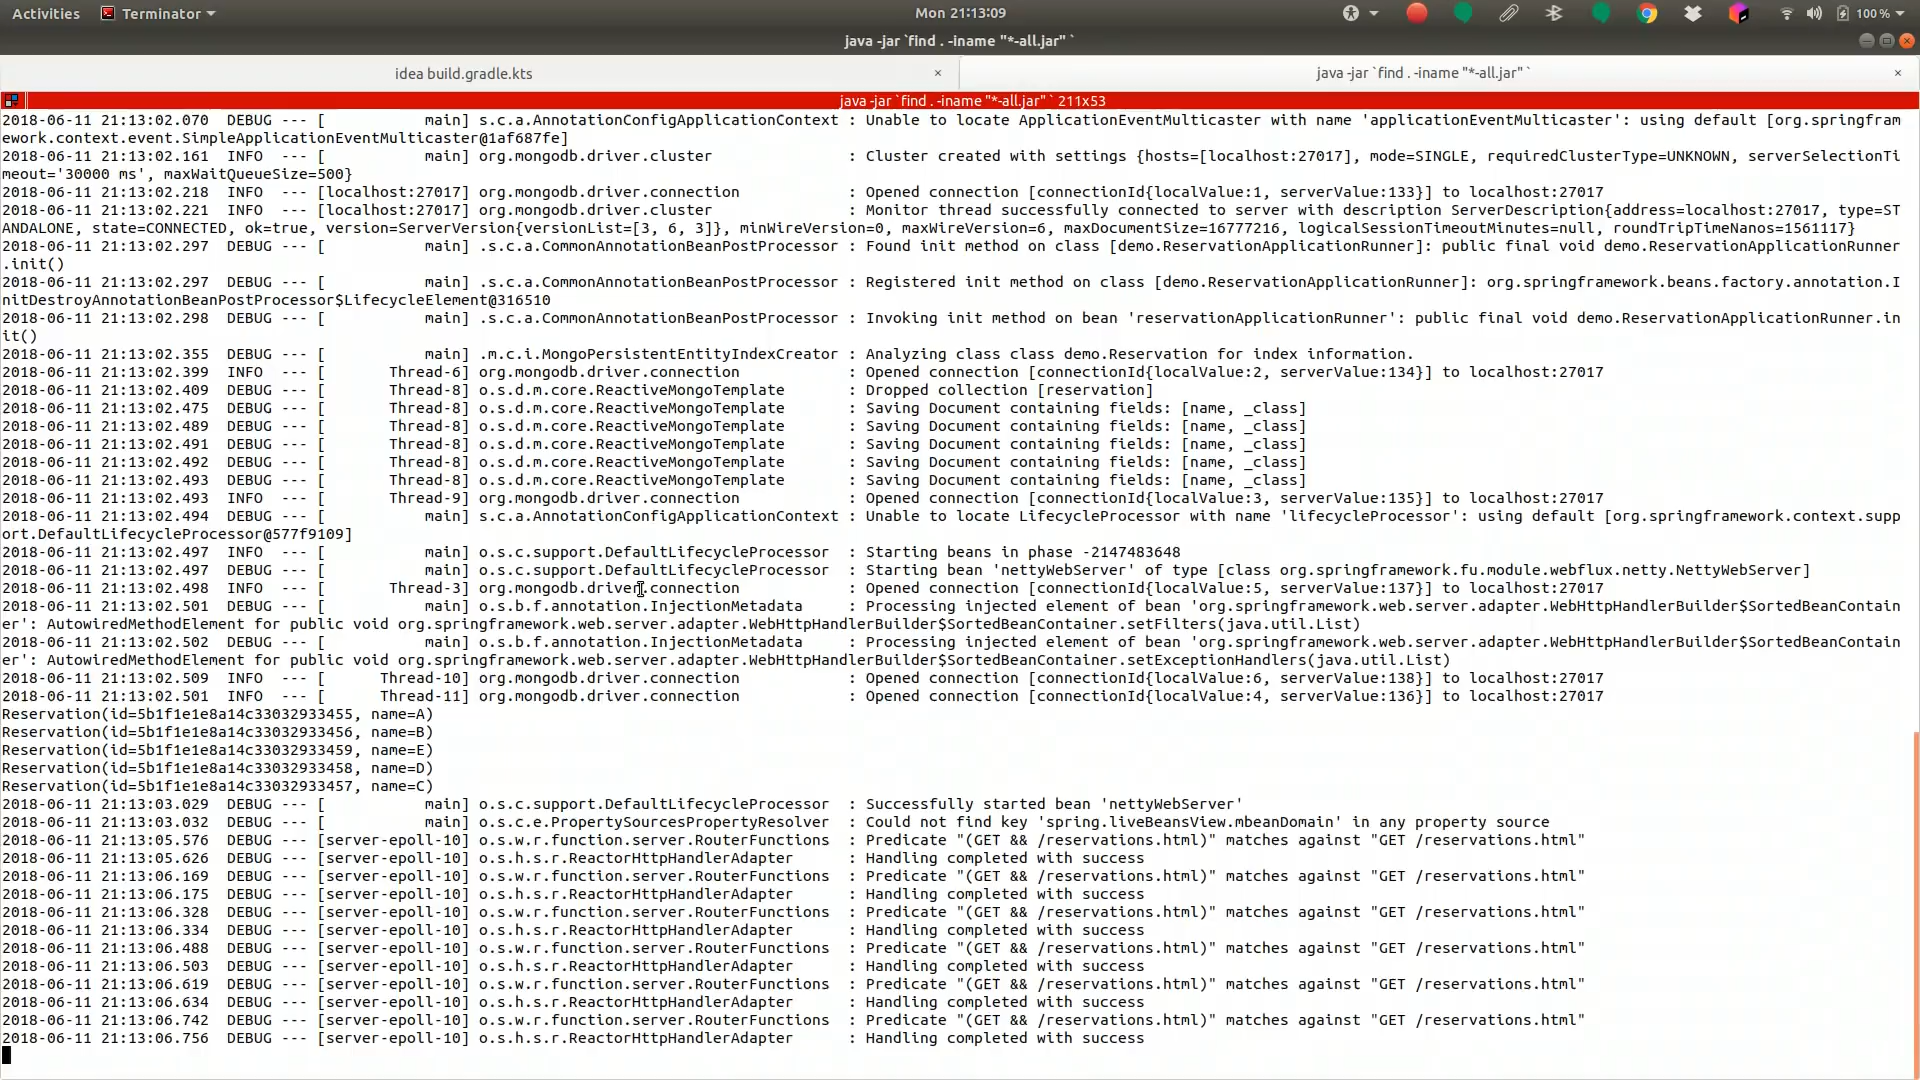 Activities Terminator Mon 21:13:09 100 %
java -jar `find . -iname "*-all.jar"`
idea build.gradle.kts × java -jar `find . -iname "*-all.jar"` ×
java -jar `find . -iname "*-all.jar"` 211x53
2018-06-11 21:13:02.070  DEBUG --- [           main] s.c.a.AnnotationConfigApplicationContext : Unable to locate ApplicationEventMulticaster with name 'applicationEventMulticaster': using default [org.springfram
ework.context.event.SimpleApplicationEventMulticaster@1af687fe]
2018-06-11 21:13:02.161  INFO  --- [           main] org.mongodb.driver.cluster               : Cluster created with settings {hosts=[localhost:27017], mode=SINGLE, requiredClusterType=UNKNOWN, serverSelectionTi
meout='30000 ms', maxWaitQueueSize=500}
2018-06-11 21:13:02.218  INFO  --- [localhost:27017] org.mongodb.driver.connection            : Opened connection [connectionId{localValue:1, serverValue:133}] to localhost:27017
2018-06-11 21:13:02.221  INFO  --- [localhost:27017] org.mongodb.driver.cluster               : Monitor thread successfully connected to server with description ServerDescription{address=localhost:27017, type=ST
ANDALONE, state=CONNECTED, ok=true, version=ServerVersion{versionList=[3, 6, 3]}, minWireVersion=0, maxWireVersion=6, maxDocumentSize=16777216, logicalSessionTimeoutMinutes=null, roundTripTimeNanos=1561117}
2018-06-11 21:13:02.297  DEBUG --- [           main] .s.c.a.CommonAnnotationBeanPostProcessor : Found init method on class [demo.ReservationApplicationRunner]: public final void demo.ReservationApplicationRunner
.init()
2018-06-11 21:13:02.297  DEBUG --- [           main] .s.c.a.CommonAnnotationBeanPostProcessor : Registered init method on class [demo.ReservationApplicationRunner]: org.springframework.beans.factory.annotation.I
nitDestroyAnnotationBeanPostProcessor$LifecycleElement@316510
2018-06-11 21:13:02.298  DEBUG --- [           main] .s.c.a.CommonAnnotationBeanPostProcessor : Invoking init method on bean 'reservationApplicationRunner': public final void demo.ReservationApplicationRunner.in
it()
2018-06-11 21:13:02.355  DEBUG --- [           main] .m.c.i.MongoPersistentEntityIndexCreator : Analyzing class class demo.Reservation for index information.
2018-06-11 21:13:02.399  INFO  --- [       Thread-6] org.mongodb.driver.connection            : Opened connection [connectionId{localValue:2, serverValue:134}] to localhost:27017
2018-06-11 21:13:02.409  DEBUG --- [       Thread-8] o.s.d.m.core.ReactiveMongoTemplate       : Dropped collection [reservation]
2018-06-11 21:13:02.475  DEBUG --- [       Thread-8] o.s.d.m.core.ReactiveMongoTemplate       : Saving Document containing fields: [name, _class]
2018-06-11 21:13:02.489  DEBUG --- [       Thread-8] o.s.d.m.core.ReactiveMongoTemplate       : Saving Document containing fields: [name, _class]
2018-06-11 21:13:02.491  DEBUG --- [       Thread-8] o.s.d.m.core.ReactiveMongoTemplate       : Saving Document containing fields: [name, _class]
2018-06-11 21:13:02.492  DEBUG --- [       Thread-8] o.s.d.m.core.ReactiveMongoTemplate       : Saving Document containing fields: [name, _class]
2018-06-11 21:13:02.493  DEBUG --- [       Thread-8] o.s.d.m.core.ReactiveMongoTemplate       : Saving Document containing fields: [name, _class]
2018-06-11 21:13:02.493  INFO  --- [       Thread-9] org.mongodb.driver.connection            : Opened connection [connectionId{localValue:3, serverValue:135}] to localhost:27017
2018-06-11 21:13:02.494  DEBUG --- [           main] s.c.a.AnnotationConfigApplicationContext : Unable to locate LifecycleProcessor with name 'lifecycleProcessor': using default [org.springframework.context.supp
ort.DefaultLifecycleProcessor@577f9109]
2018-06-11 21:13:02.497  INFO  --- [           main] o.s.c.support.DefaultLifecycleProcessor  : Starting beans in phase -2147483648
2018-06-11 21:13:02.497  DEBUG --- [           main] o.s.c.support.DefaultLifecycleProcessor  : Starting bean 'nettyWebServer' of type [class org.springframework.fu.module.webflux.netty.NettyWebServer]
2018-06-11 21:13:02.498  INFO  --- [       Thread-3] org.mongodb.driver.connection            : Opened connection [connectionId{localValue:5, serverValue:137}] to localhost:27017
2018-06-11 21:13:02.501  DEBUG --- [           main] o.s.b.f.annotation.InjectionMetadata     : Processing injected element of bean 'org.springframework.web.server.adapter.WebHttpHandlerBuilder$SortedBeanContain
er': AutowiredMethodElement for public void org.springframework.web.server.adapter.WebHttpHandlerBuilder$SortedBeanContainer.setFilters(java.util.List)
2018-06-11 21:13:02.502  DEBUG --- [           main] o.s.b.f.annotation.InjectionMetadata     : Processing injected element of bean 'org.springframework.web.server.adapter.WebHttpHandlerBuilder$SortedBeanContain
er': AutowiredMethodElement for public void org.springframework.web.server.adapter.WebHttpHandlerBuilder$SortedBeanContainer.setExceptionHandlers(java.util.List)
2018-06-11 21:13:02.509  INFO  --- [      Thread-10] org.mongodb.driver.connection            : Opened connection [connectionId{localValue:6, serverValue:138}] to localhost:27017
2018-06-11 21:13:02.501  INFO  --- [      Thread-11] org.mongodb.driver.connection            : Opened connection [connectionId{localValue:4, serverValue:136}] to localhost:27017
Reservation(id=5b1f1e1e8a14c33032933455, name=A)
Reservation(id=5b1f1e1e8a14c33032933456, name=B)
Reservation(id=5b1f1e1e8a14c33032933459, name=E)
Reservation(id=5b1f1e1e8a14c33032933458, name=D)
Reservation(id=5b1f1e1e8a14c33032933457, name=C)
2018-06-11 21:13:03.029  DEBUG --- [           main] o.s.c.support.DefaultLifecycleProcessor  : Successfully started bean 'nettyWebServer'
2018-06-11 21:13:03.032  DEBUG --- [           main] o.s.c.e.PropertySourcesPropertyResolver  : Could not find key 'spring.liveBeansView.mbeanDomain' in any property source
2018-06-11 21:13:05.576  DEBUG --- [server-epoll-10] o.s.w.r.function.server.RouterFunctions  : Predicate "(GET && /reservations.html)" matches against "GET /reservations.html"
2018-06-11 21:13:05.626  DEBUG --- [server-epoll-10] o.s.h.s.r.ReactorHttpHandlerAdapter      : Handling completed with success
2018-06-11 21:13:06.169  DEBUG --- [server-epoll-10] o.s.w.r.function.server.RouterFunctions  : Predicate "(GET && /reservations.html)" matches against "GET /reservations.html"
2018-06-11 21:13:06.175  DEBUG --- [server-epoll-10] o.s.h.s.r.ReactorHttpHandlerAdapter      : Handling completed with success
2018-06-11 21:13:06.328  DEBUG --- [server-epoll-10] o.s.w.r.function.server.RouterFunctions  : Predicate "(GET && /reservations.html)" matches against "GET /reservations.html"
2018-06-11 21:13:06.334  DEBUG --- [server-epoll-10] o.s.h.s.r.ReactorHttpHandlerAdapter      : Handling completed with success
2018-06-11 21:13:06.488  DEBUG --- [server-epoll-10] o.s.w.r.function.server.RouterFunctions  : Predicate "(GET && /reservations.html)" matches against "GET /reservations.html"
2018-06-11 21:13:06.503  DEBUG --- [server-epoll-10] o.s.h.s.r.ReactorHttpHandlerAdapter      : Handling completed with success
2018-06-11 21:13:06.619  DEBUG --- [server-epoll-10] o.s.w.r.function.server.RouterFunctions  : Predicate "(GET && /reservations.html)" matches against "GET /reservations.html"
2018-06-11 21:13:06.634  DEBUG --- [server-epoll-10] o.s.h.s.r.ReactorHttpHandlerAdapter      : Handling completed with success
2018-06-11 21:13:06.742  DEBUG --- [server-epoll-10] o.s.w.r.function.server.RouterFunctions  : Predicate "(GET && /reservations.html)" matches against "GET /reservations.html"
2018-06-11 21:13:06.756  DEBUG --- [server-epoll-10] o.s.h.s.r.ReactorHttpHandlerAdapter      : Handling completed with success